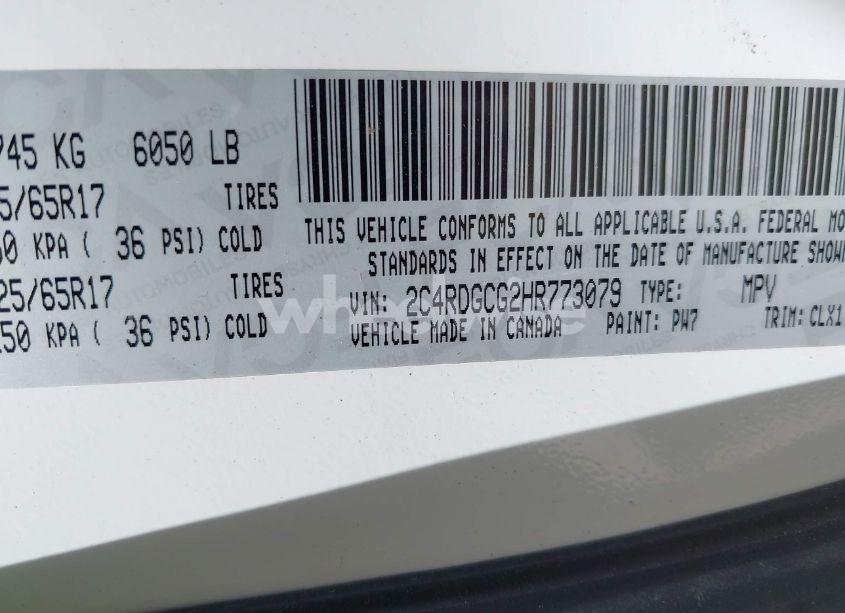 745 KG 6050 LB
5/65R17 TIRES
50 KPA ( 36 PSI) COLD
25/65R17 TIRES
250 KPA ( 36 PSI) COLD
THIS VEHICLE CONFORMS TO ALL APPLICABLE U.S.A. FEDERAL MO
STANDARDS IN EFFECT ON THE DATE OF MANUFACTURE SHOW
VIN: 2C4RDGCG2HR773079 TYPE: MPV
VEHICLE MADE IN CANADA PAINT: PW7 TRIM: CLX1